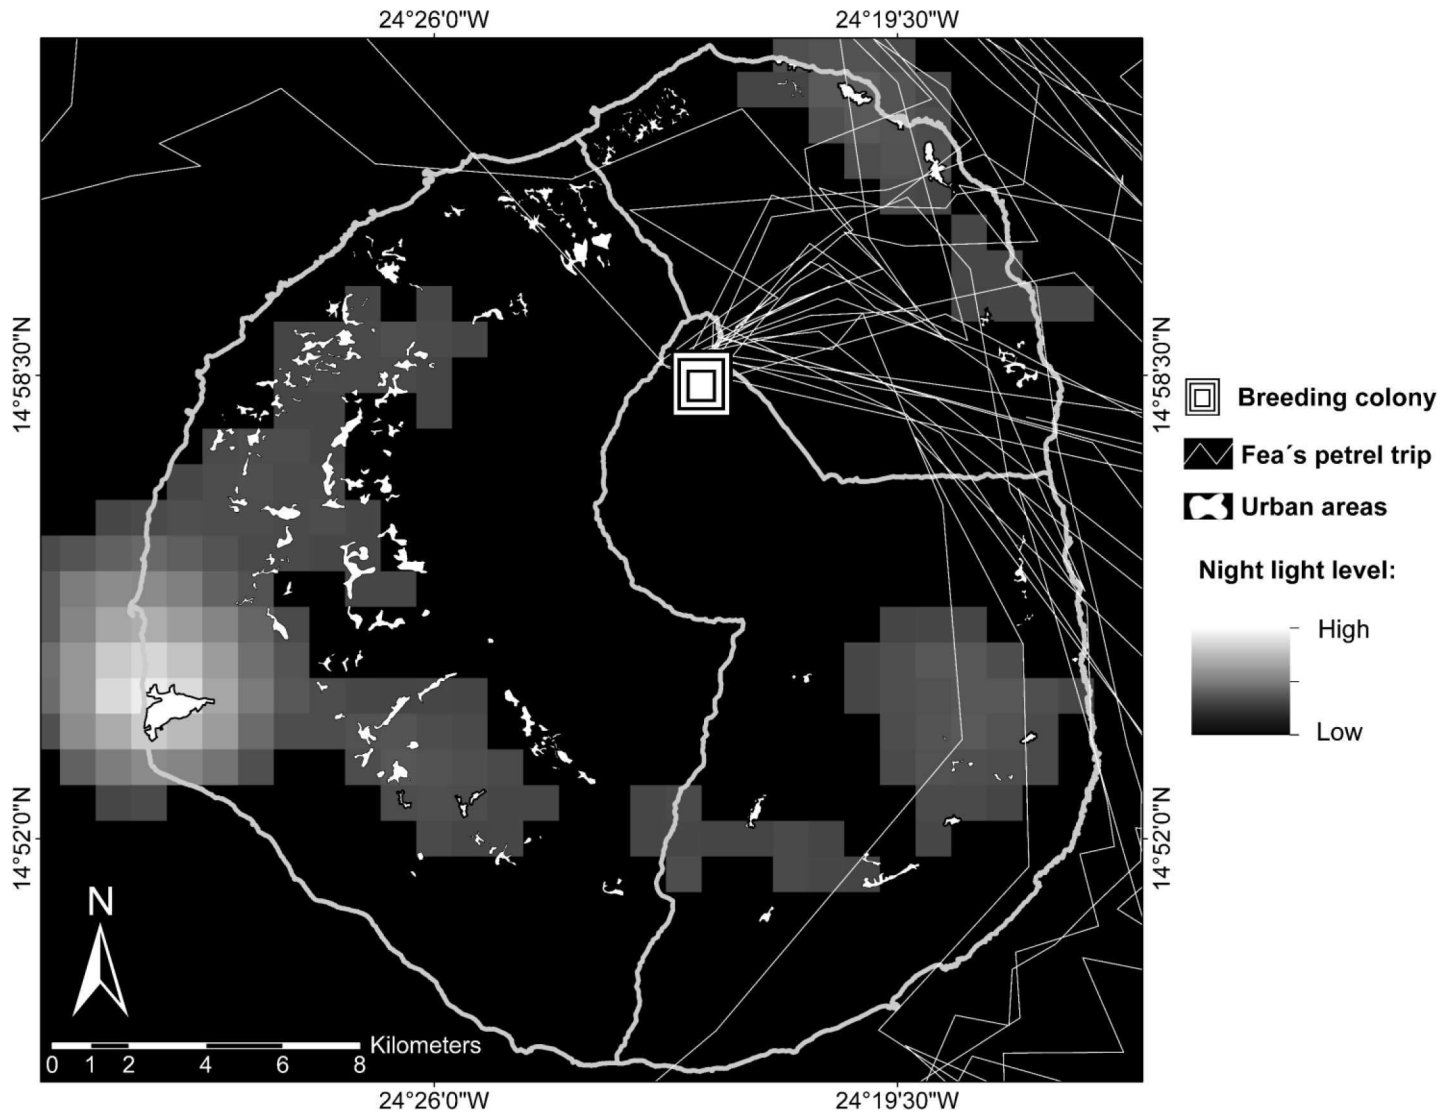 24°26'0"W
24°19'30"W
14°58'30"N
14°58'30"N
Breeding colony
Fea´s petrel trip
Urban areas
Night light level:
High
Low
14°52'0"N
14°52'0"N
N
Kilometers
0 1 2 4 6 8
24°26'0"W
24°19'30"W